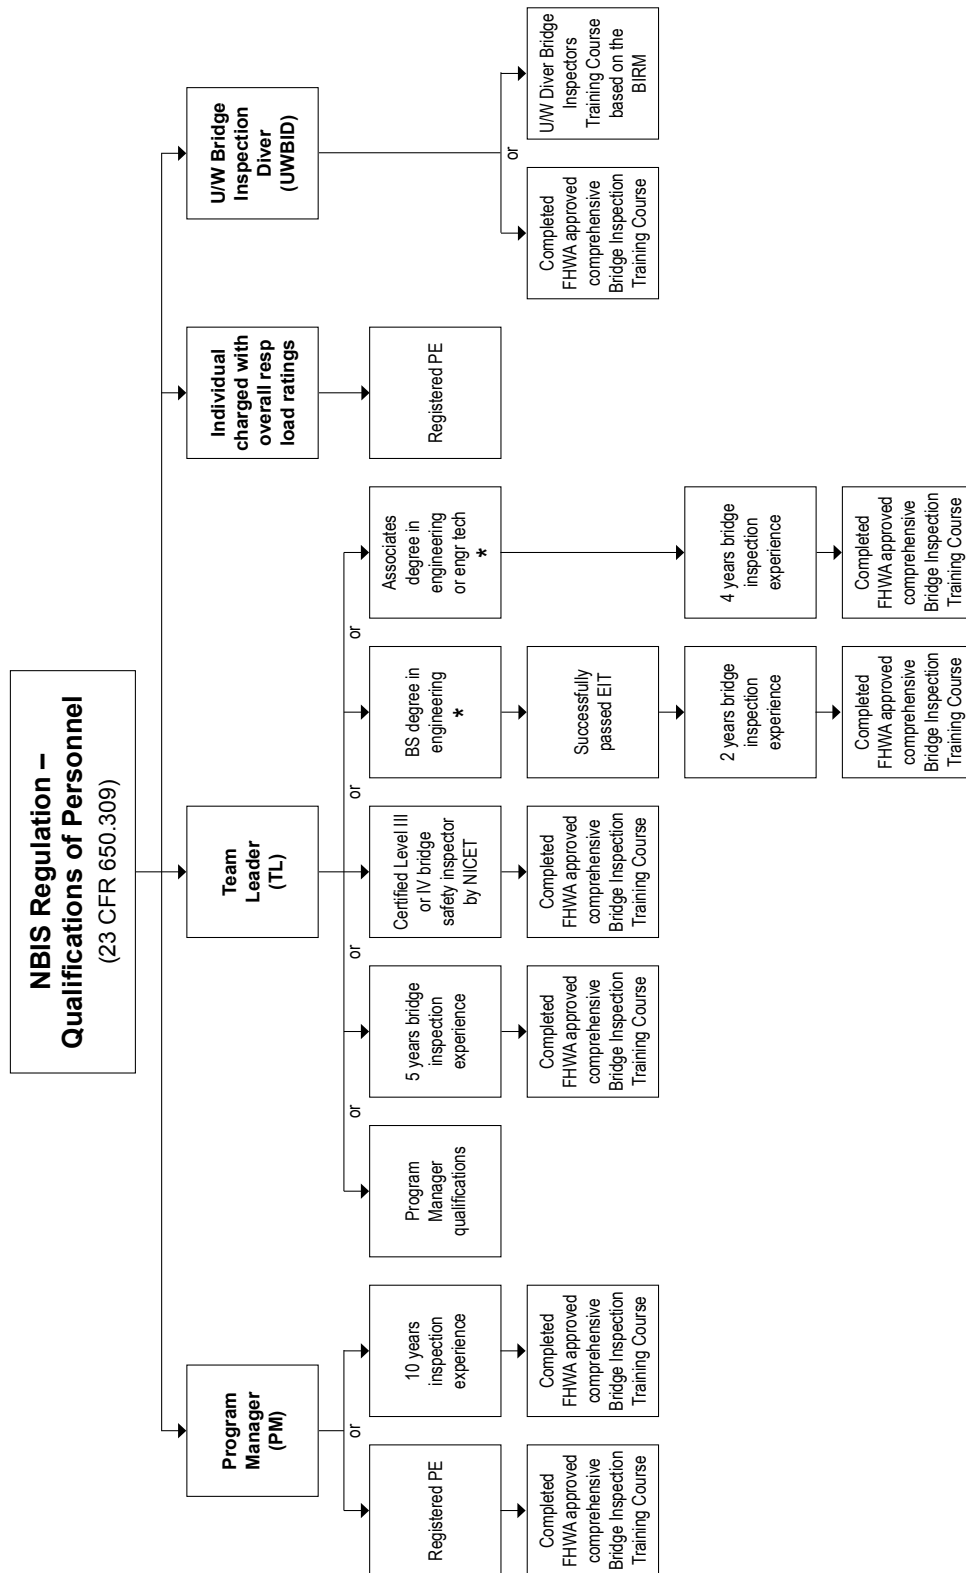 NBIS Regulation –
Qualifications of Personnel
(23 CFR 650.309)
Program
Manager
(PM)
or
Registered PE
Completed
FHWA approved
comprehensive
Bridge Inspection
Training Course
10 years
inspection
experience
Completed
FHWA approved
comprehensive
Bridge Inspection
Training Course
Team
Leader
(TL)
or
or
or
or
Program
Manager
qualifications
5 years bridge
inspection
experience
Completed
FHWA approved
comprehensive
Bridge Inspection
Training Course
Certified Level III
or IV bridge
safety inspector
by NICET
Completed
FHWA approved
comprehensive
Bridge Inspection
Training Course
BS degree in
engineering
*
Successfully
passed EIT
2 years bridge
inspection
experience
Completed
FHWA approved
comprehensive
Bridge Inspection
Training Course
Associates
degree in
engineering
or engr tech
*
4 years bridge
inspection
experience
Completed
FHWA approved
comprehensive
Bridge Inspection
Training Course
Individual
charged with
overall resp
load ratings
Registered PE
U/W Bridge
Inspection
Diver
(UWBID)
or
Completed
FHWA approved
comprehensive
Bridge Inspection
Training Course
U/W Diver Bridge
Inspectors
Training Course
based on the
BIRM